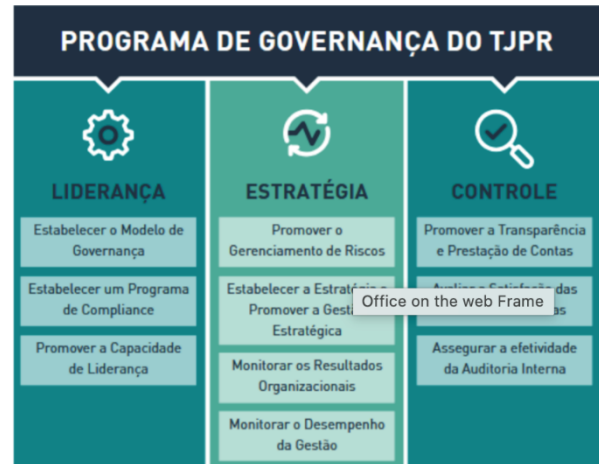 PROGRAMA DE GOVERNANÇA DO TJPR
LIDERANÇA
Estabelecer o Modelo de
Governança
Estabelecer um Programa
de Compliance
Promover a Capacidade
de Liderança
ESTRATÉGIA
Promover o
Gerenciamento de Riscos
Estabelecer a Estratégia e
Promover a
Estratégica
Monitorar os Resultados
Organizacionais
Monitorar o Desempenho
da Gestão
CONTROLE
Promover a Transparência
e Prestação de Contas
Avaliar a Satisfação das
Office on the web Frame
Assegurar a efetividade
da Auditoria Interna